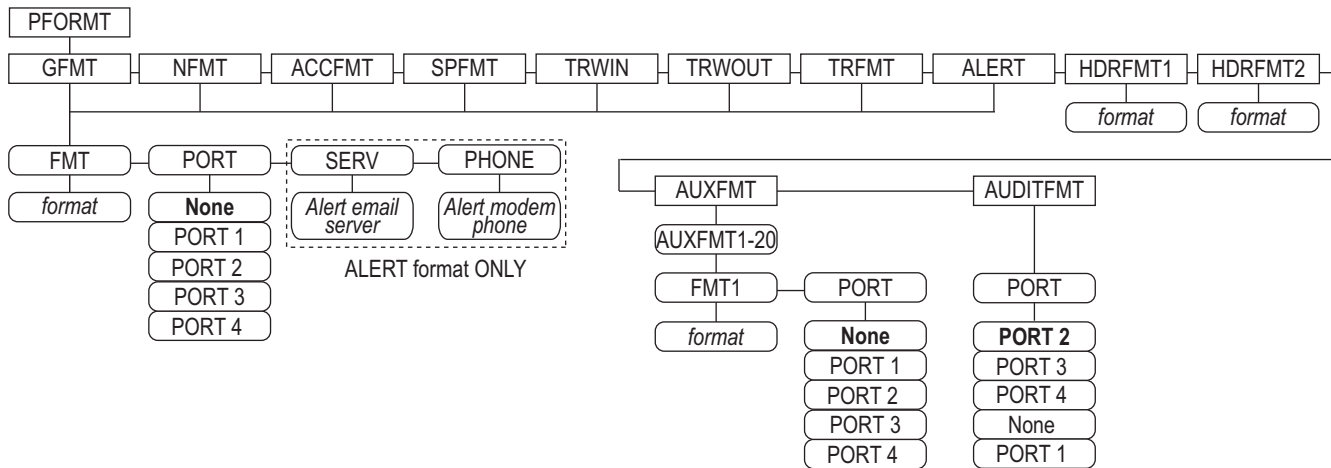 PFORMT
GFMT NFMT ACCFMT SPFMT TRWIN TRWOUT TRFMT ALERT HDRFMT1 HDRFMT2
format format
FMT PORT SERV PHONE
format
None
PORT 1
PORT 2
PORT 3
PORT 4
Alert email
server
Alert modem
phone
ALERT format ONLY
AUXFMT AUDITFMT
AUXFMT1-20
FMT1 PORT PORT
format
None
PORT 1
PORT 2
PORT 3
PORT 4
PORT 2
PORT 3
PORT 4
None
PORT 1